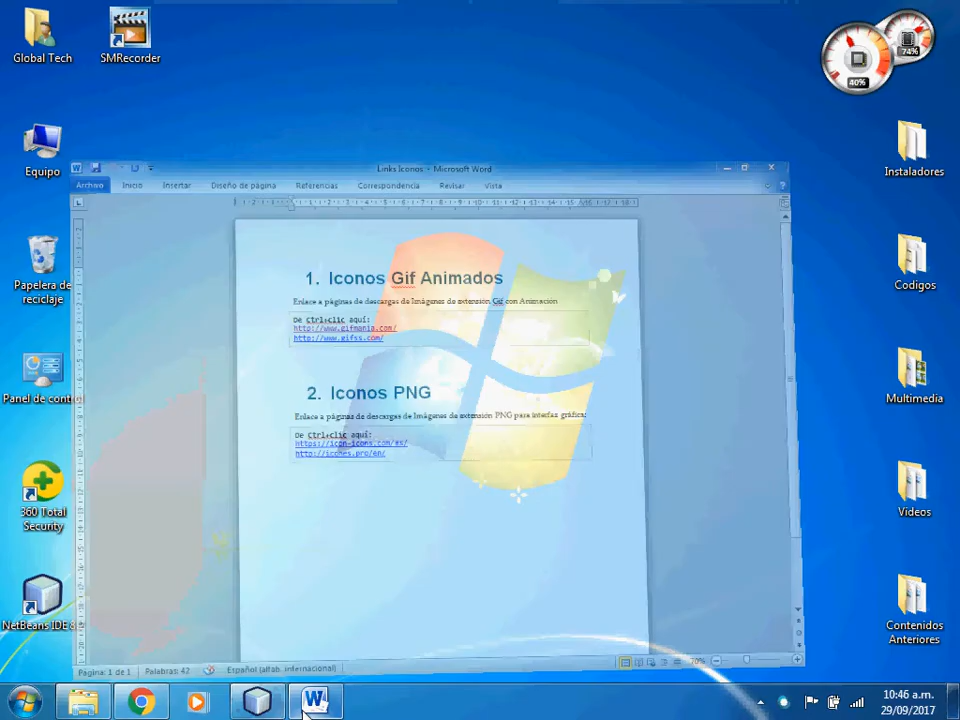 Global Tech
SMRecorder
40%
74%
Equipo
Instaladores
Papelera de
reciclaje
Codigos
Panel de contr
Multimedia
360 Total
Security
Vídeos
NetBeans IDE 8
Contenidos
Anteriores
Links Iconos - Microsoft Word
Archivo Inicio Insertar Diseño de página Referencias Correspondencia Revisar Vista
1. Iconos Gif Animados
Enlace a páginas de descargas de Imágenes de extensión Gif con Animación
De Ctrl+clic aquí:
http://www.gifmania.com/
http://www.gifss.com/
2. Iconos PNG
Enlace a páginas de descargas de Imágenes de extensión PNG para interfaz gráfica:
De Ctrl+clic aquí:
https://icon-icons.com/es/
http://icones.pro/en/
Página: 1 de 1 Palabras: 42 Español (alfab. internacional) 70%
10:46 a.m.
29/09/2017